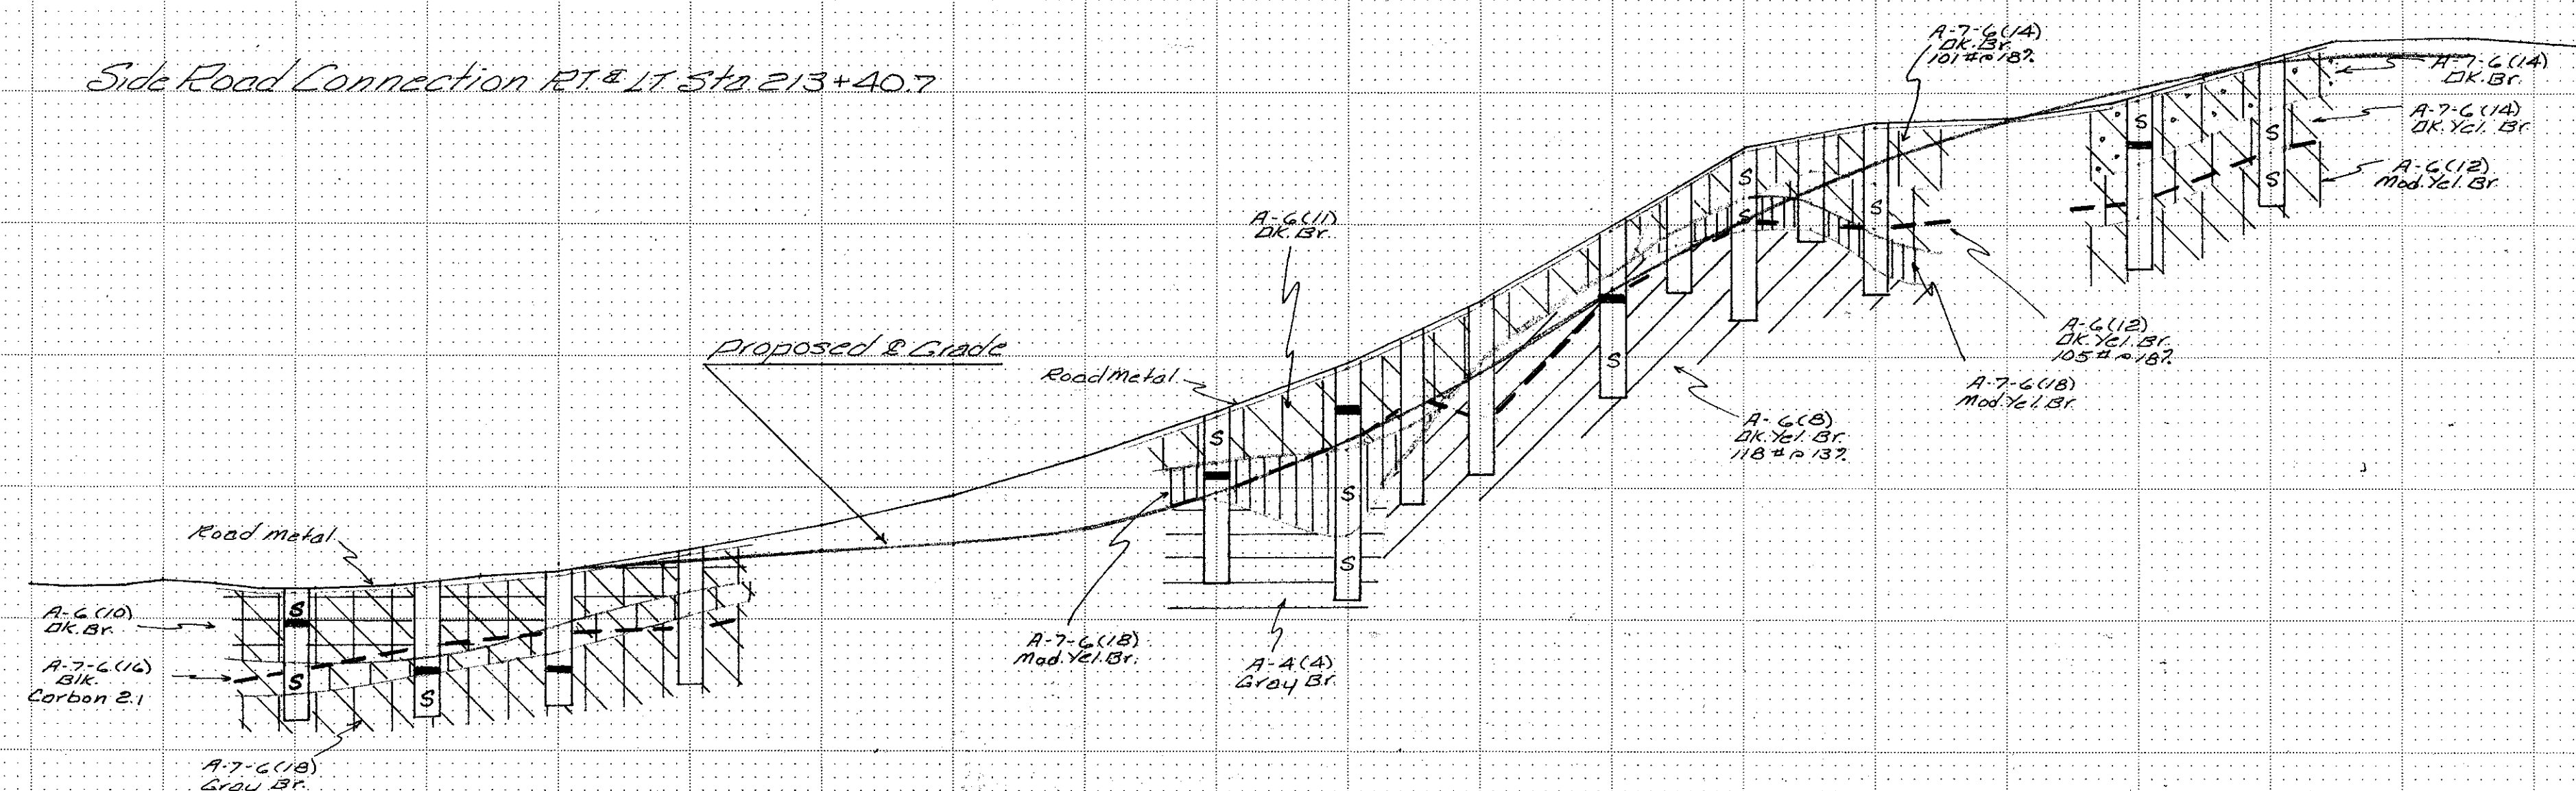 Side Road Connection RT. & LT. Sta 213+40.7
A-7-6(14)
DK. Br.
101 # @ 18%
A-7-6(14)
DK. Br.
A-7-6(14)
DK. Yel. Br
A-6(12)
Mod. Yel. Br.
A-6(11)
DK. Br.
Proposed ℄ Grade
Road Metal
A-6(12)
DK. Yel. Br.
105 # @ 18%
A-7-6(18)
Mod. Yel. Br.
A-6(8)
DK. Yel. Br.
118 # @ 13%
Road Metal
A-6(10)
DK. Br.
A-7-6(16)
Blk.
Carbon 2.1
A-7-6(18)
Mod. Yel. Br.
A-4(4)
Gray Br.
A-7-6(18)
Gray Br.
S
S
S
S
S
S
S
S
S
S
S
S
S
S